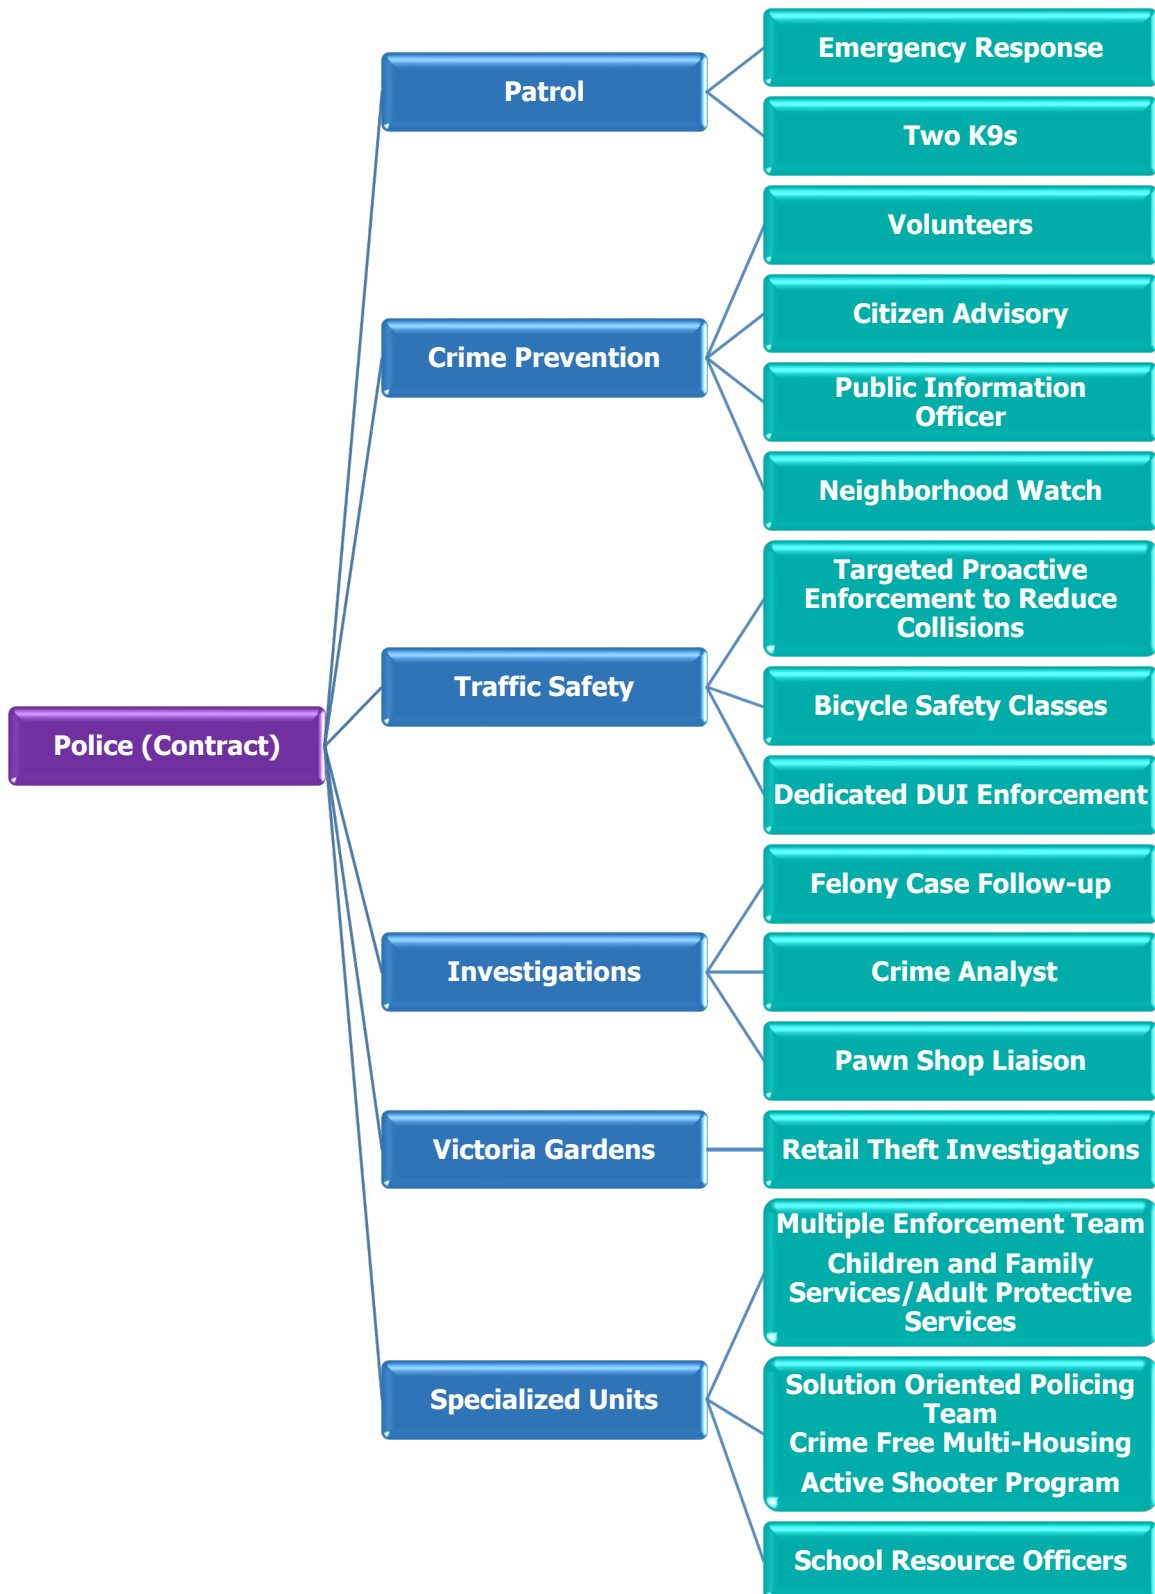 Police (Contract)
Patrol
Emergency Response
Two K9s
Crime Prevention
Volunteers
Citizen Advisory
Public Information
Officer
Neighborhood Watch
Traffic Safety
Targeted Proactive
Enforcement to Reduce
Collisions
Bicycle Safety Classes
Dedicated DUI Enforcement
Investigations
Felony Case Follow-up
Crime Analyst
Pawn Shop Liaison
Victoria Gardens
Retail Theft Investigations
Specialized Units
Multiple Enforcement Team
Children and Family
Services/Adult Protective
Services
Solution Oriented Policing
Team
Crime Free Multi-Housing
Active Shooter Program
School Resource Officers